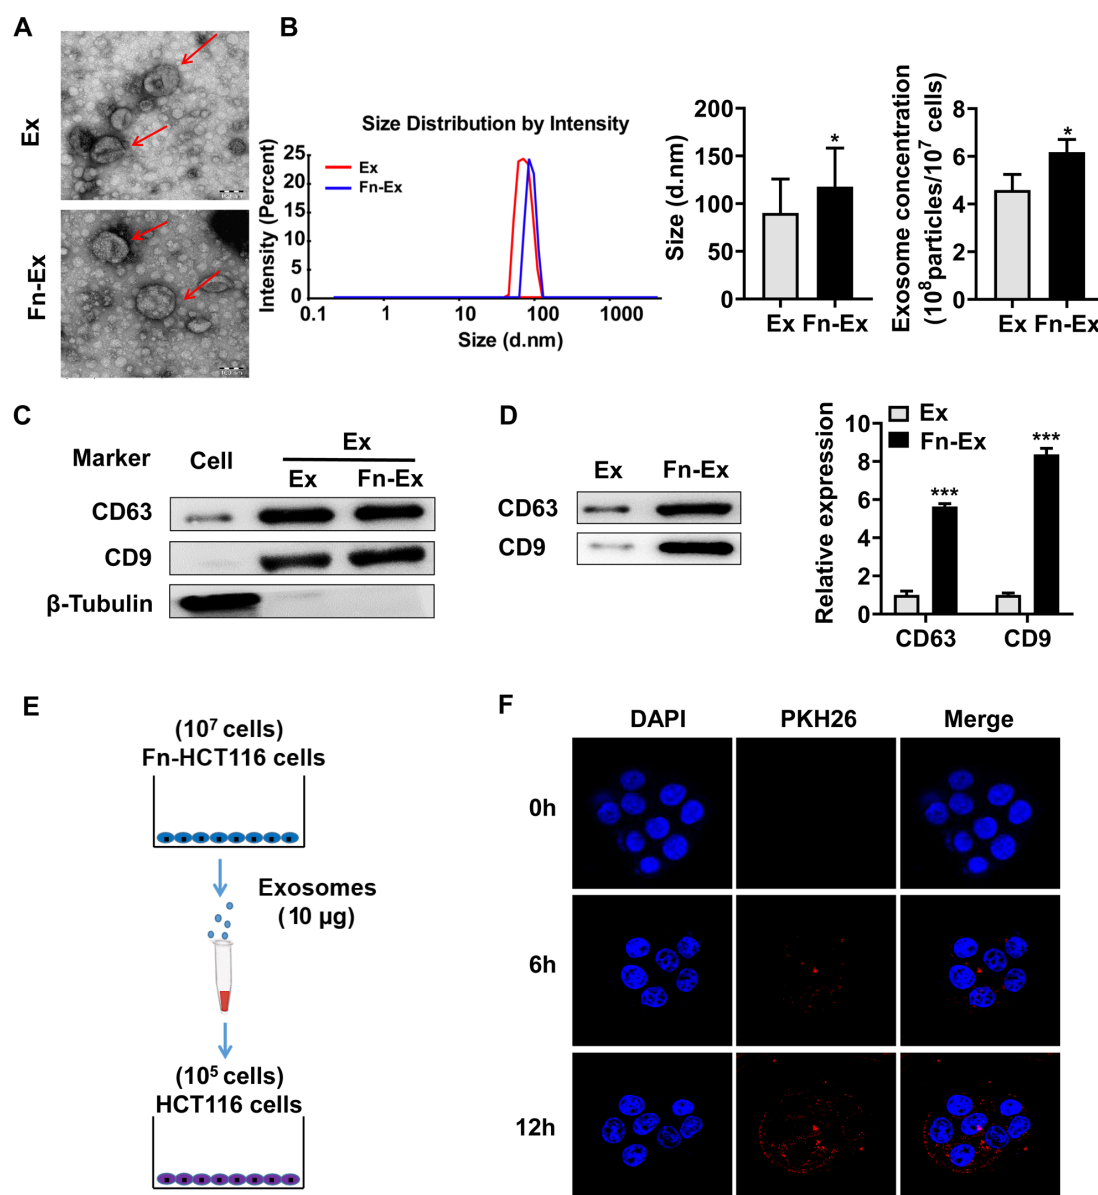 A
Ex
Fn-Ex
B
Size Distribution by Intensity
Intensity (Percent)
25
25
10
5
0
Ex
Fn-Ex
0.1
1
10
100
1000
Size (d.nm)
Size (d.nm)
200
150
100
50
0
*
Ex Fn-Ex
Exosome concentration
(10⁸particles/10⁷ cells)
8
6
4
2
0
*
Ex Fn-Ex
C
Marker
Cell
Ex
Ex
Fn-Ex
CD63
CD9
β-Tubulin
D
Ex
Fn-Ex
CD63
CD9
Relative expression
10
8
6
4
2
0
Ex
Fn-Ex
***
***
CD63
CD9
E
(10⁷ cells)
Fn-HCT116 cells
Exosomes
(10 μg)
(10⁵ cells)
HCT116 cells
F
DAPI
PKH26
Merge
0h
6h
12h